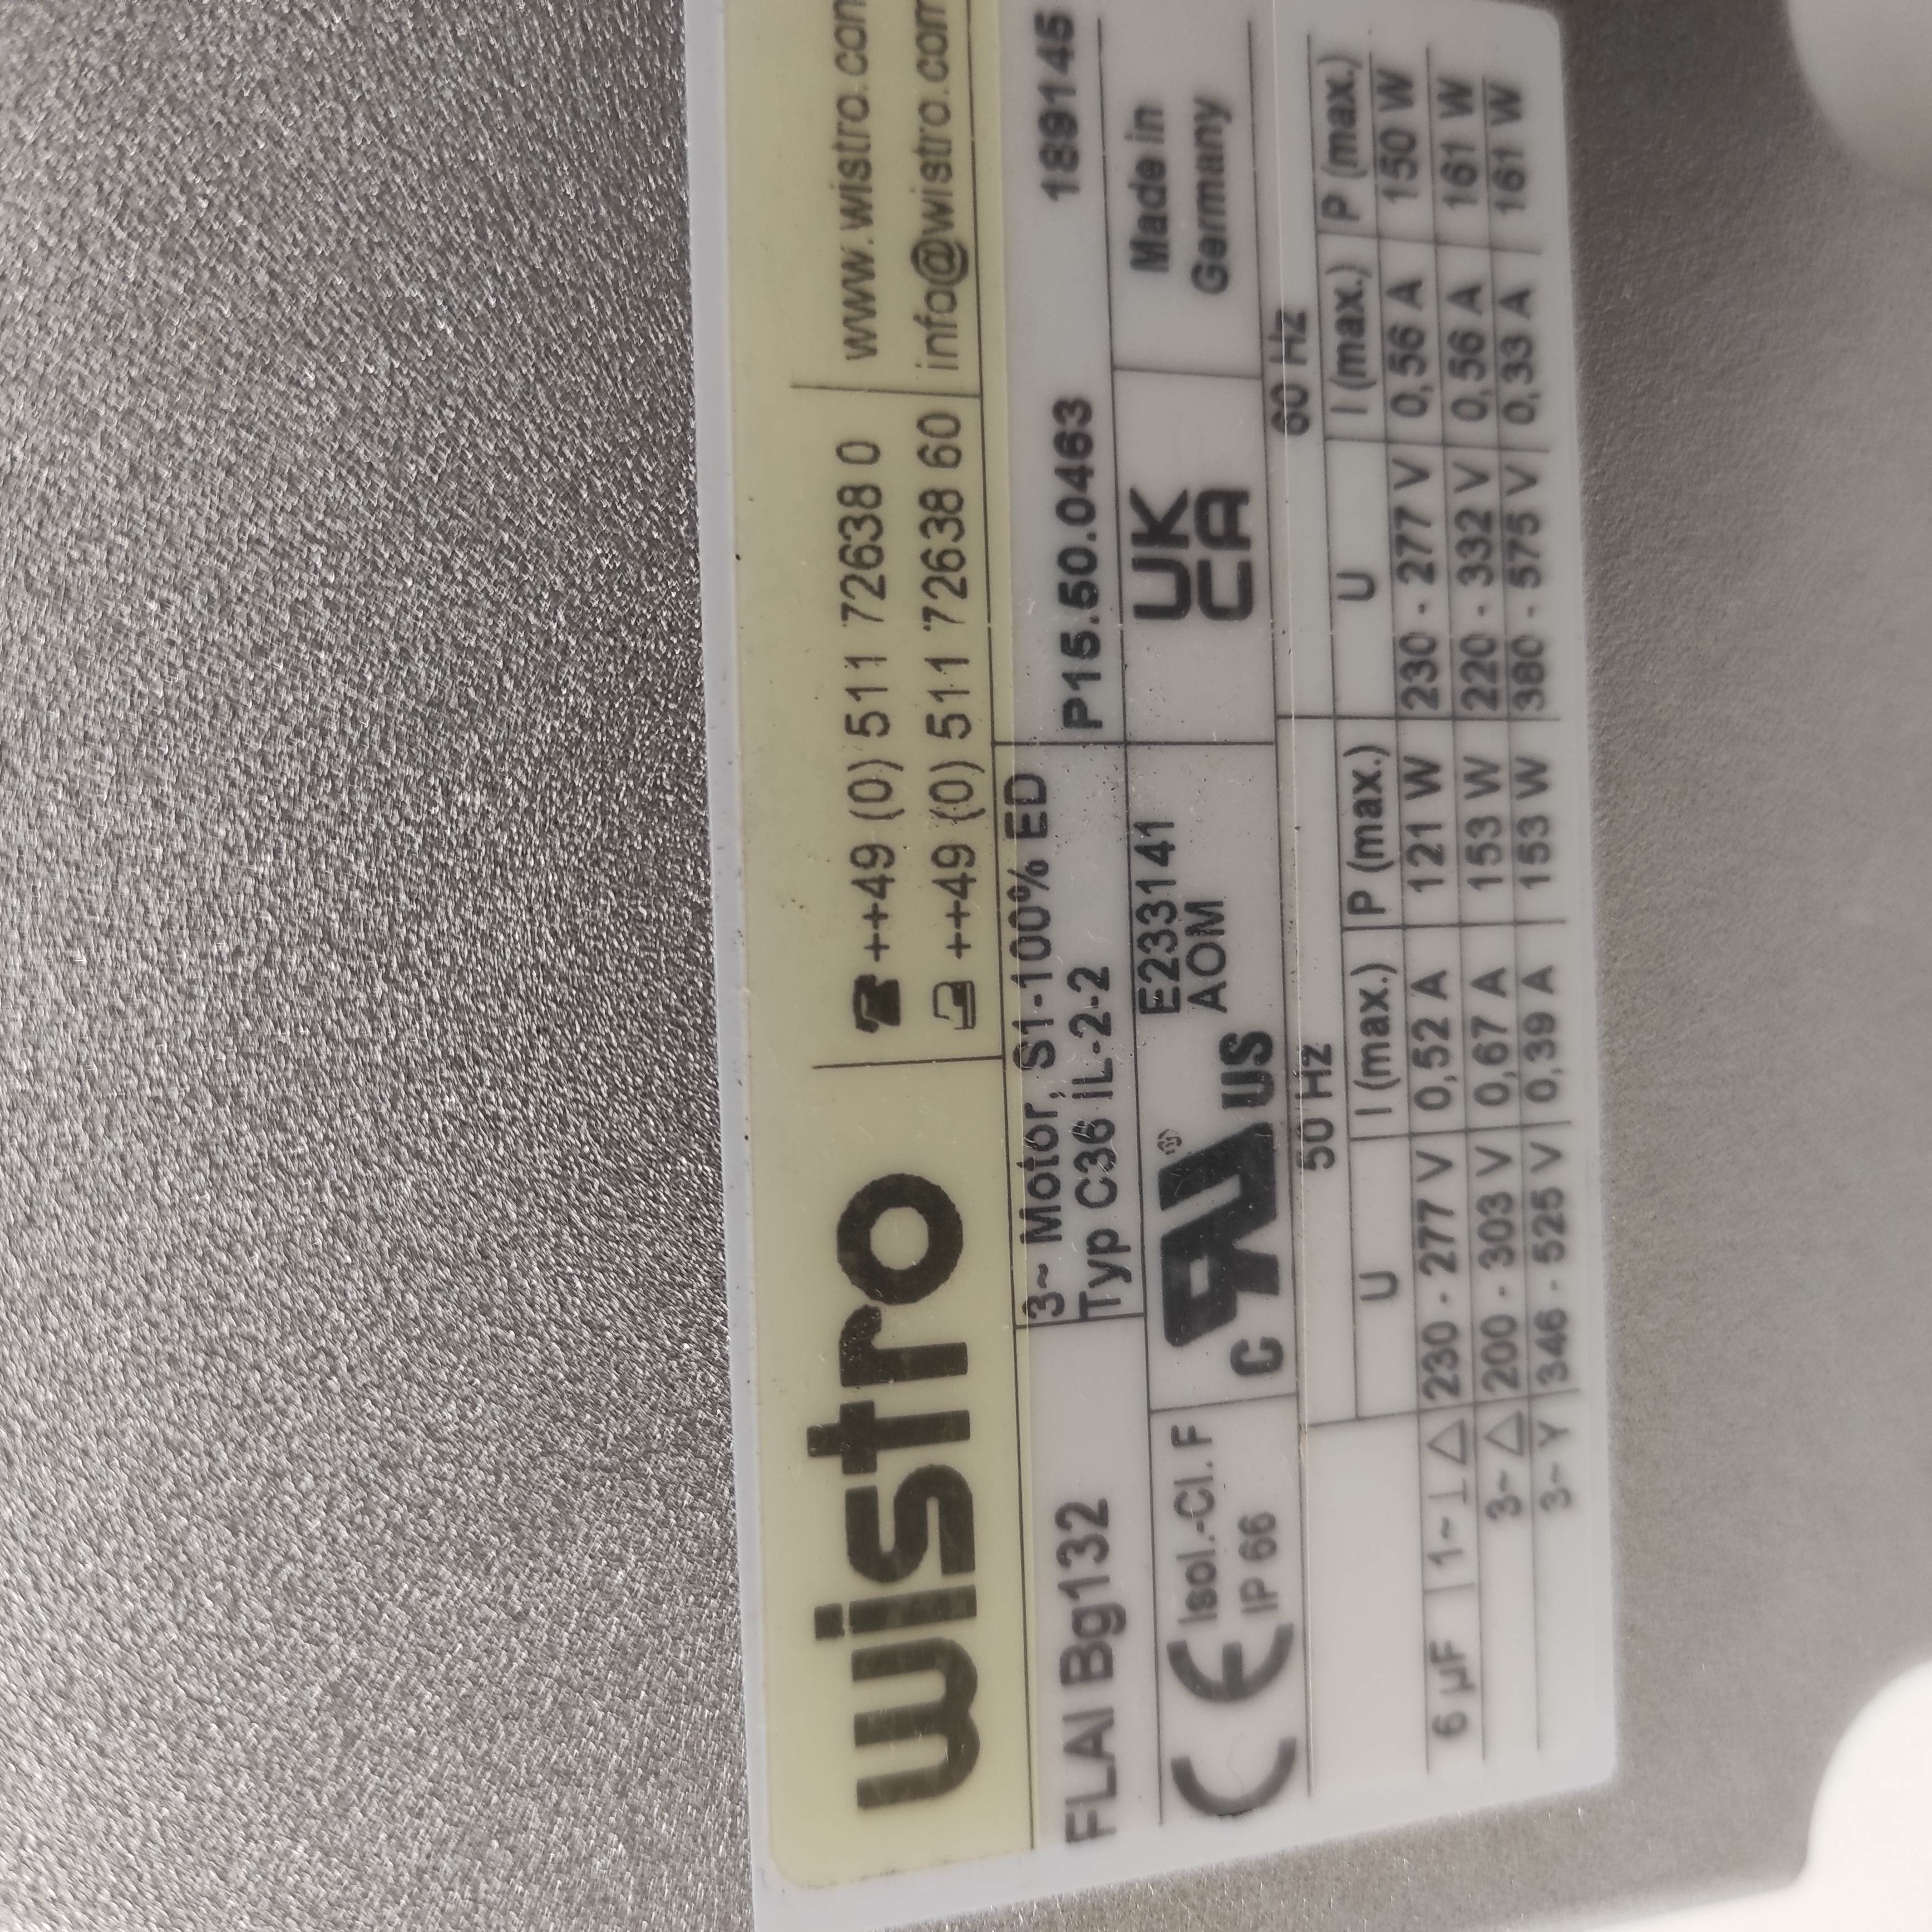 wistro
☎ ++49 (0) 511 72638 0
++49 (0) 511 72638 60
www.wistro.com
info@wistro.com
FLAI Bg132
3~ Motor, S1-100% ED
Typ C36 IL-2-2
P15.50.0463 1889145
CE Isol.-Cl. F
IP 66
c RU ® US
E233141
AOM
UK
CA
Made in
Germany
50 Hz 60 Hz
U I (max.) P (max.) U I (max.) P (max.)
6 µF 1~ ⊥ △ 230 - 277 V 0,52 A 121 W 230 - 277 V 0,56 A 150 W
3~ △ 200 - 303 V 0,67 A 153 W 220 - 332 V 0,56 A 161 W
3~ Y 346 - 525 V 0,39 A 153 W 380 - 575 V 0,33 A 161 W